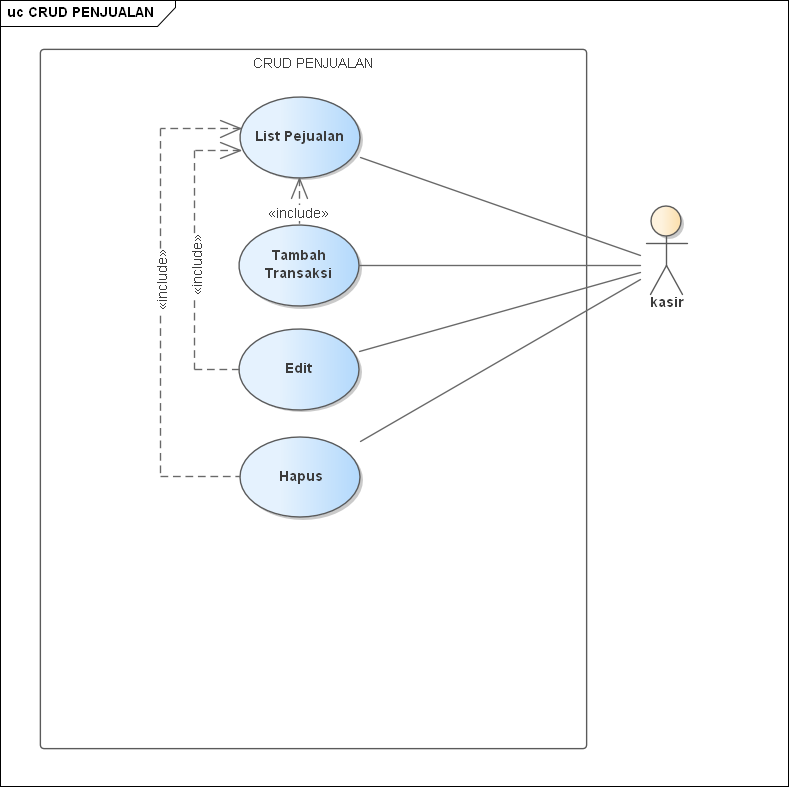 uc CRUD PENJUALAN
CRUD PENJUALAN
List Pejualan
«include»
Tambah
Transaksi
«include»
«include»
kasir
Edit
Hapus